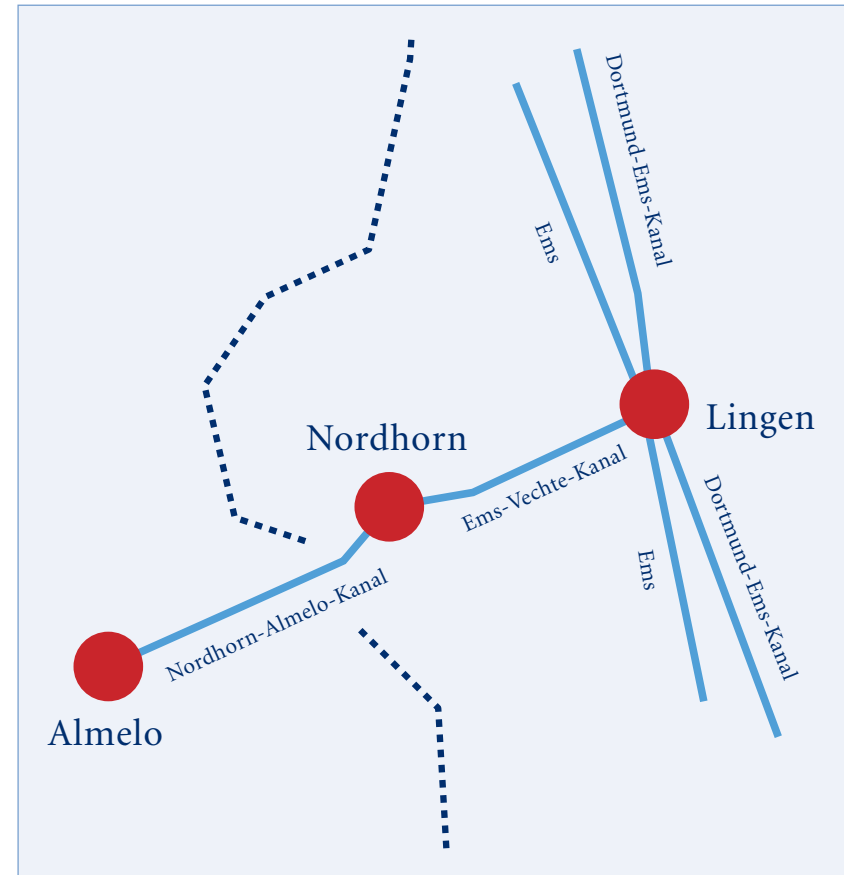 Dortmund-Ems-Kanal
Ems
Nordhorn
Lingen
Ems-Vechte-Kanal
Dortmund-Ems-Kanal
Ems
Nordhorn-Almelo-Kanal
Almelo